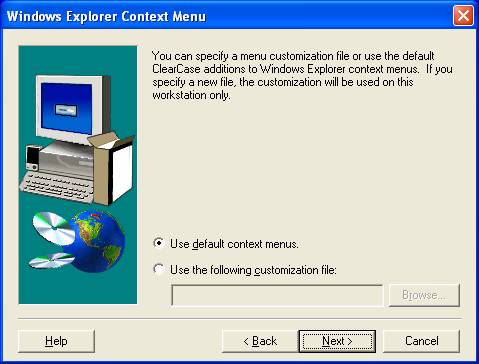 Windows Explorer Context Menu
You can specify a menu customization file or use the default
ClearCase additions to Windows Explorer context menus. If you
specify a new file, the customization will be used on this
workstation only.
Use default context menus.
Use the following customization file:
Browse...
Help
< Back
Next >
Cancel